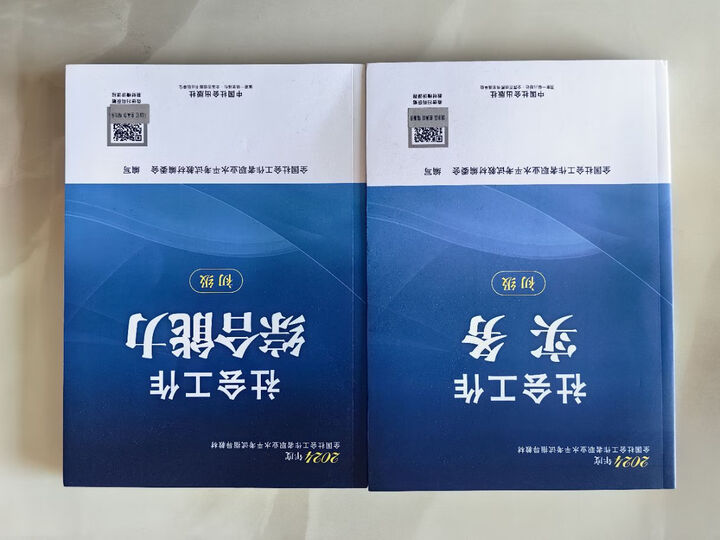 2024年度
全国社会工作者职业水平考试指导教材
社会工作
实务
初级
全国社会工作者职业水平考试教材编委会 编写
中国社会出版社
2024年度
全国社会工作者职业水平考试指导教材
社会工作
综合能力
初级
全国社会工作者职业水平考试教材编委会 编写
中国社会出版社